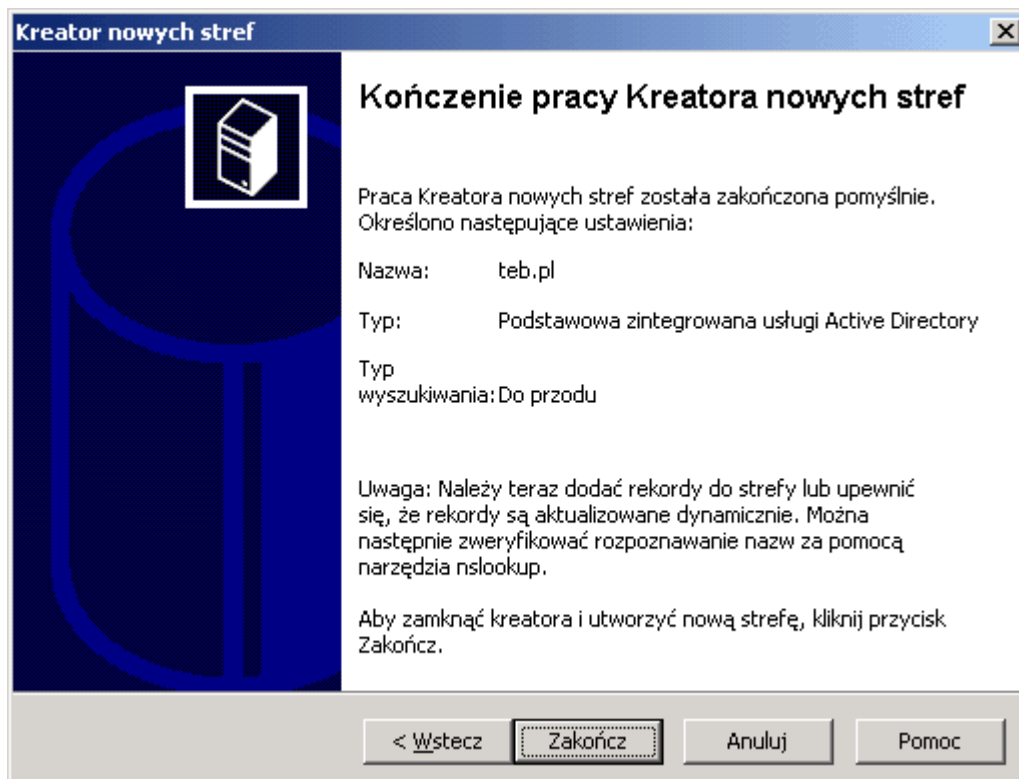 Kreator nowych stref
Kończenie pracy Kreatora nowych stref
Praca Kreatora nowych stref została zakończona pomyślnie.
Określono następujące ustawienia:
Nazwa: teb.pl
Typ: Podstawowa zintegrowana usługi Active Directory
Typ
wyszukiwania: Do przodu
Uwaga: Należy teraz dodać rekordy do strefy lub upewnić
się, że rekordy są aktualizowane dynamicznie. Można
następnie zweryfikować rozpoznawanie nazw za pomocą
narzędzia nslookup.
Aby zamknąć kreatora i utworzyć nową strefę, kliknij przycisk
Zakończ.
< Wstecz Zakończ Anuluj Pomoc